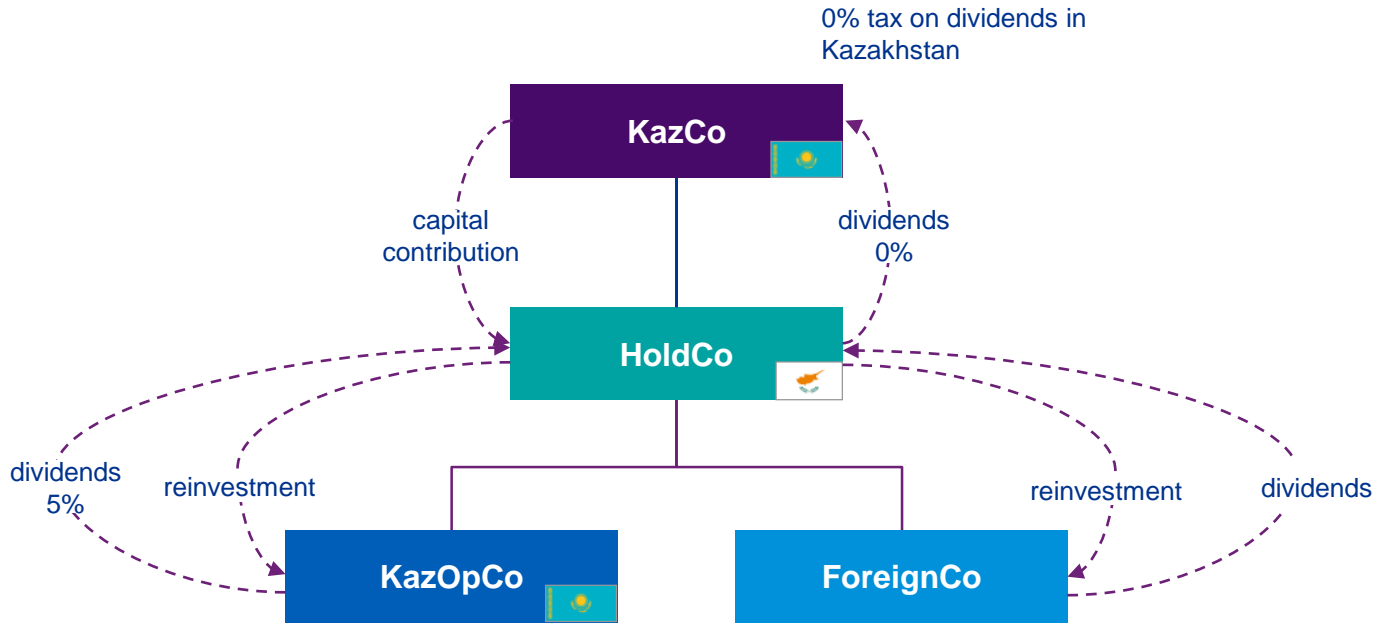 0% tax on dividends in
Kazakhstan
KazCo
capital
contribution
dividends
0%
HoldCo
dividends
5%
reinvestment
reinvestment
dividends
KazOpCo
ForeignCo